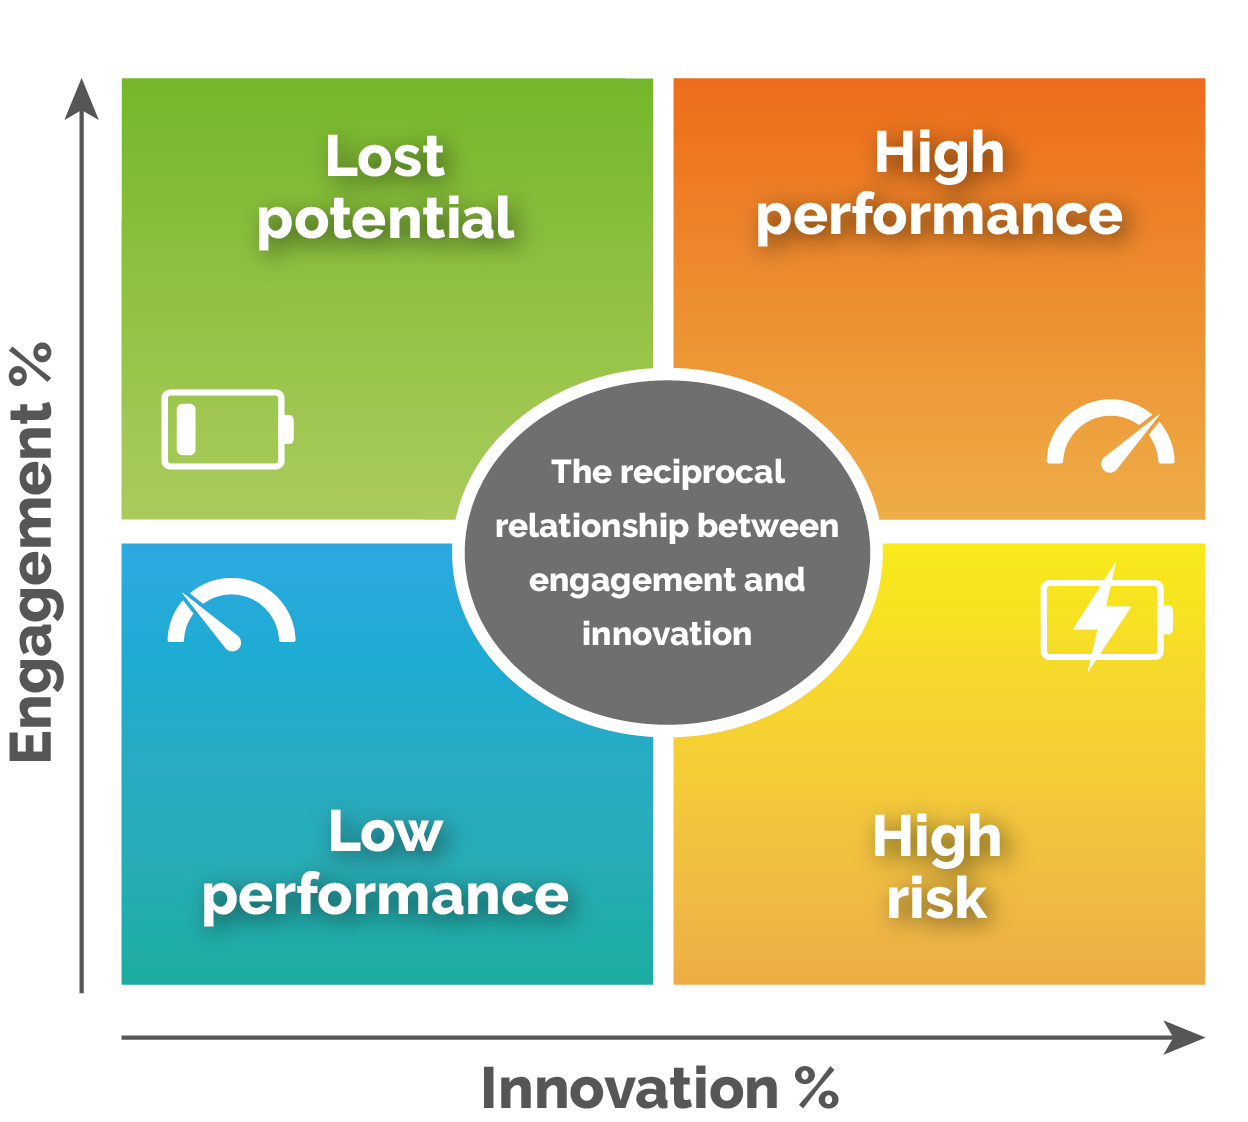 Lost
potential
High
performance
The reciprocal
relationship between
engagement and
innovation
Low
performance
High
risk
Engagement %
Innovation %